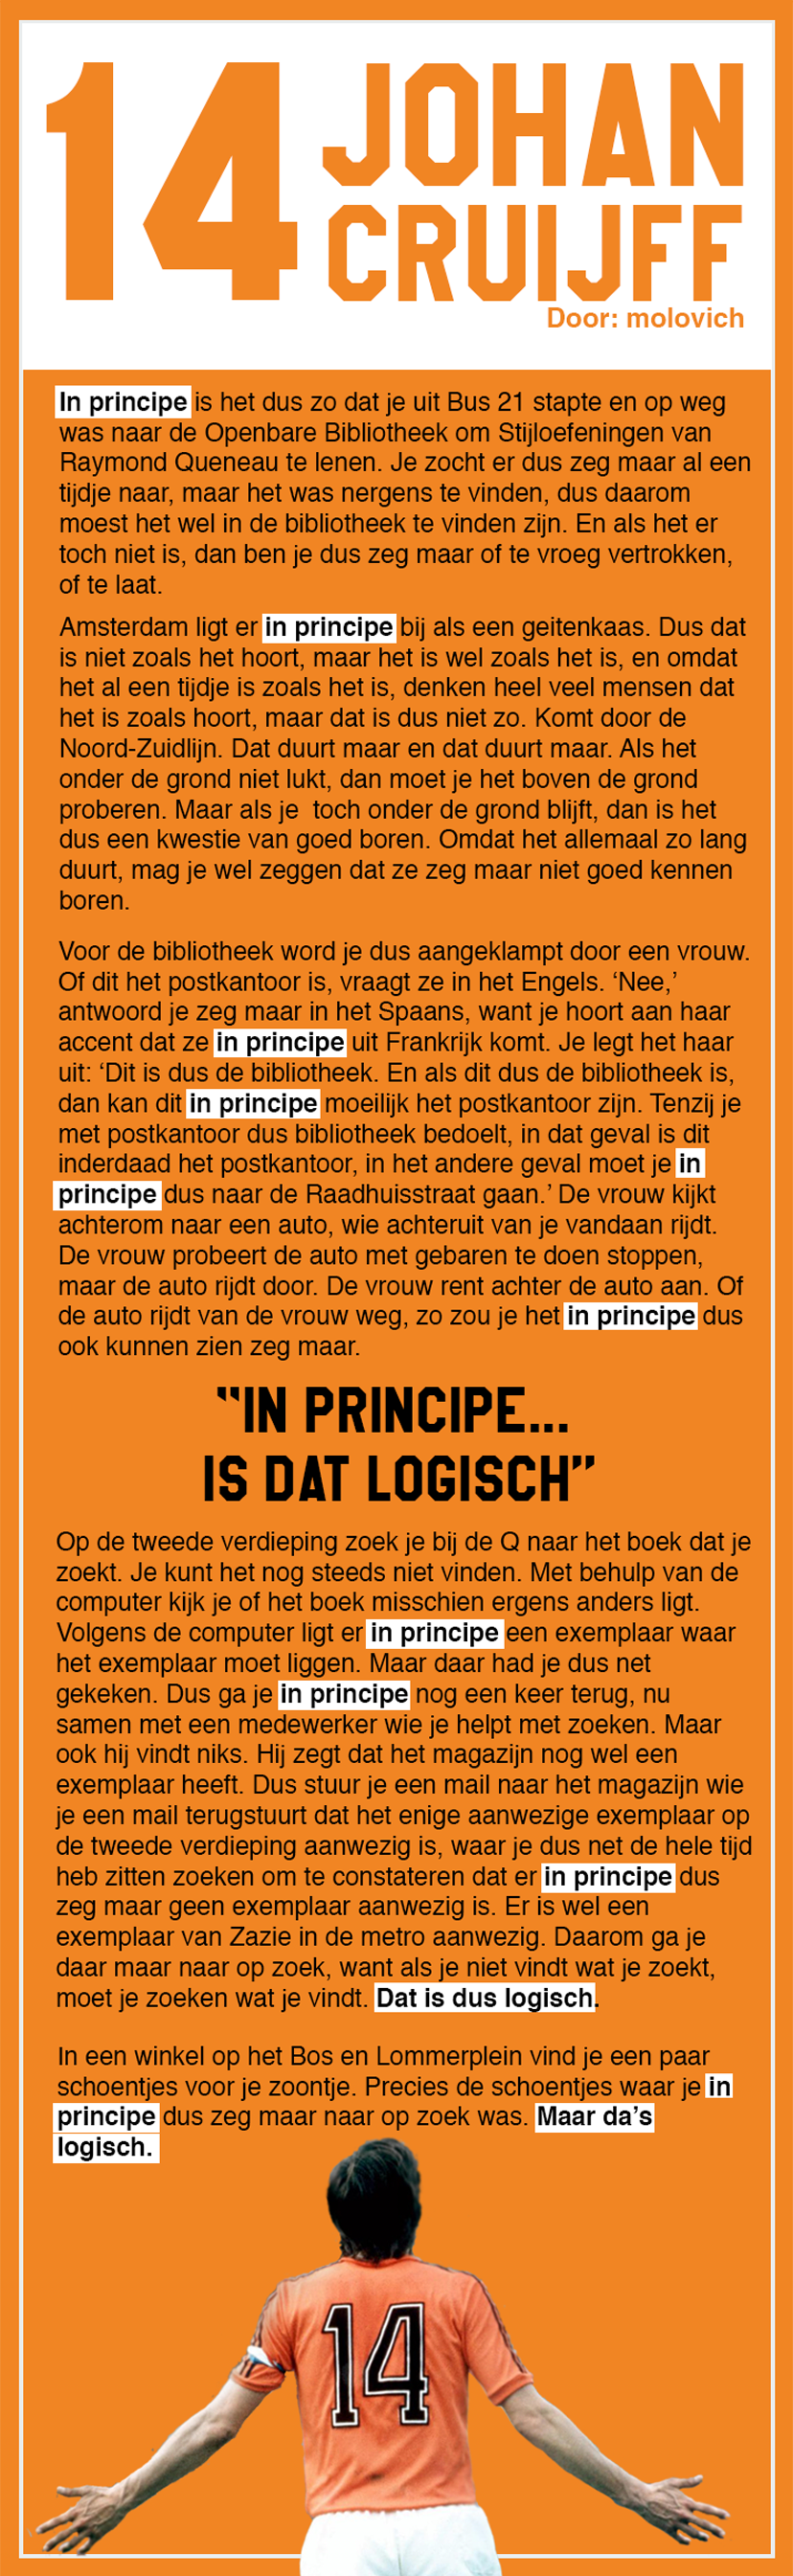 14 JOHAN
CRUIJFF
Door: molovich
In principe is het dus zo dat je uit Bus 21 stapte en op weg
was naar de Openbare Bibliotheek om Stijloefeningen van
Raymond Queneau te lenen. Je zocht er dus zeg maar al een
tijdje naar, maar het was nergens te vinden, dus daarom
moest het wel in de bibliotheek te vinden zijn. En als het er
toch niet is, dan ben je dus zeg maar of te vroeg vertrokken,
of te laat.
Amsterdam ligt er in principe bij als een geitenkaas. Dus dat
is niet zoals het hoort, maar het is wel zoals het is, en omdat
het al een tijdje is zoals het is, denken heel veel mensen dat
het is zoals hoort, maar dat is dus niet zo. Komt door de
Noord-Zuidlijn. Dat duurt maar en dat duurt maar. Als het
onder de grond niet lukt, dan moet je het boven de grond
proberen. Maar als je  toch onder de grond blijft, dan is het
dus een kwestie van goed boren. Omdat het allemaal zo lang
duurt, mag je wel zeggen dat ze zeg maar niet goed kennen
boren.
Voor de bibliotheek word je dus aangeklampt door een vrouw.
Of dit het postkantoor is, vraagt ze in het Engels. ‘Nee,’
antwoord je zeg maar in het Spaans, want je hoort aan haar
accent dat ze in principe uit Frankrijk komt. Je legt het haar
uit: ‘Dit is dus de bibliotheek. En als dit dus de bibliotheek is,
dan kan dit in principe moeilijk het postkantoor zijn. Tenzij je
met postkantoor dus bibliotheek bedoelt, in dat geval is dit
inderdaad het postkantoor, in het andere geval moet je in
principe dus naar de Raadhuisstraat gaan.’ De vrouw kijkt
achterom naar een auto, wie achteruit van je vandaan rijdt.
De vrouw probeert de auto met gebaren te doen stoppen,
maar de auto rijdt door. De vrouw rent achter de auto aan. Of
de auto rijdt van de vrouw weg, zo zou je het in principe dus
ook kunnen zien zeg maar.
“IN PRINCIPE...
IS DAT LOGISCH”
Op de tweede verdieping zoek je bij de Q naar het boek dat je
zoekt. Je kunt het nog steeds niet vinden. Met behulp van de
computer kijk je of het boek misschien ergens anders ligt.
Volgens de computer ligt er in principe een exemplaar waar
het exemplaar moet liggen. Maar daar had je dus net
gekeken. Dus ga je in principe nog een keer terug, nu
samen met een medewerker wie je helpt met zoeken. Maar
ook hij vindt niks. Hij zegt dat het magazijn nog wel een
exemplaar heeft. Dus stuur je een mail naar het magazijn wie
je een mail terugstuurt dat het enige aanwezige exemplaar op
de tweede verdieping aanwezig is, waar je dus net de hele tijd
heb zitten zoeken om te constateren dat er in principe dus
zeg maar geen exemplaar aanwezig is. Er is wel een
exemplaar van Zazie in de metro aanwezig. Daarom ga je
daar maar naar op zoek, want als je niet vindt wat je zoekt,
moet je zoeken wat je vindt. Dat is dus logisch.
In een winkel op het Bos en Lommerplein vind je een paar
schoentjes voor je zoontje. Precies de schoentjes waar je in
principe dus zeg maar naar op zoek was. Maar da’s
logisch.
14